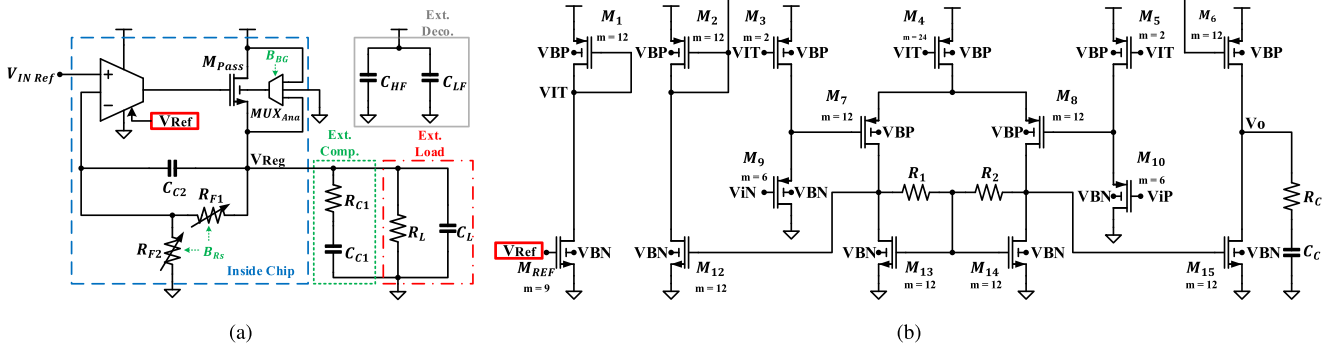 V_IN Ref
+
−
VRef
M_Pass
B_BG
MUX_Ana
Ext.
Deco.
C_HF
C_LF
VReg
C_C2
R_F1
R_F2
B_Rs
Inside Chip
Ext.
Comp.
R_C1
C_C1
Ext.
Load
R_L
C_L
(a)
M_1
m = 12
VBP
VIT
VRef
VBN
M_REF
m = 9
M_2
m = 12
VBP
VBN
M_12
m = 12
M_3
m = 2
VIT
VBP
M_9
m = 6
ViN
VBN
M_4
m = 24
VIT
VBP
M_7
m = 12
VBP
M_8
m = 12
VBP
R_1
R_2
M_13
m = 12
M_14
m = 12
M_5
m = 2
VBP
VIT
M_10
m = 6
VBN
ViP
M_6
m = 12
VBP
Vo
VBN
M_15
m = 12
R_C
C_C
(b)